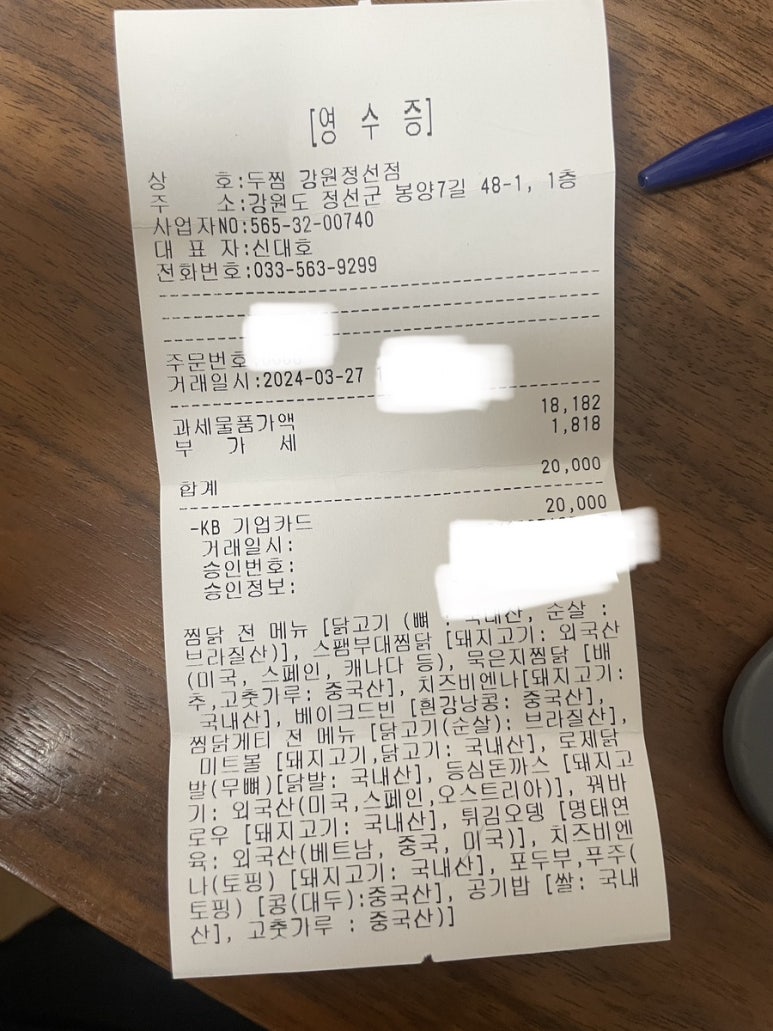 [영 수 증]
상 호:두찜 강원정선점
주 소:강원도 정선군 봉양7길 48-1, 1층
사업자NO:565-32-00740
대 표 자:신대호
전화번호:033-563-9299
주문번호
거래일시:2024-03-27
과세물품가액 18,182
부 가 세 1,818
합계 20,000
-KB 기업카드 20,000
거래일시:
승인번호:
승인정보:
찜닭 전 메뉴 [닭고기 (뼈 : 국내산, 순살 :
브라질산)], 스팸부대찜닭 [돼지고기: 외국산
(미국, 스페인, 캐나다 등), 묵은지찜닭 [배
추,고춧가루: 중국산], 치즈비엔나[돼지고기:
국내산], 베이크드빈 [흰강낭콩: 중국산],
찜닭게티 전 메뉴 [닭고기(순살): 브라질산],
미트볼 [돼지고기,닭고기: 국내산], 로제닭
발(무뼈)[닭발: 국내산], 등심돈까스 [돼지고
기: 외국산(미국,스페인,오스트리아)], 꿔바
로우 [돼지고기: 국내산], 튀김오뎅 [명태연
육: 외국산(베트남, 중국, 미국)], 치즈비엔
나(토핑) [돼지고기: 국내산], 포두부,푸주(
토핑) [콩(대두):중국산], 공기밥 [쌀: 국내
산], 고춧가루 : 중국산)]